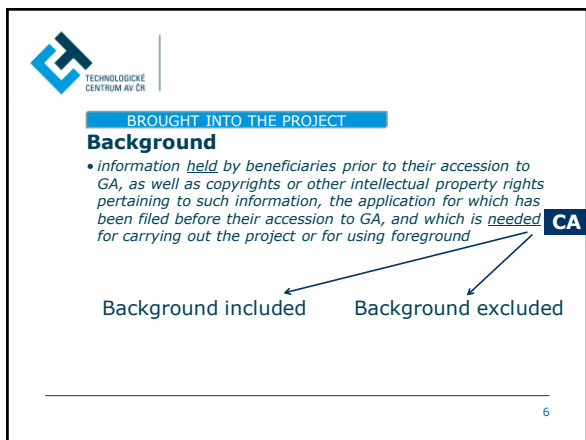 TECHNOLOGICKÉ
CENTRUM AV ČR
BROUGHT INTO THE PROJECT
Background
• information held by beneficiaries prior to their accession to
GA, as well as copyrights or other intellectual property rights
pertaining to such information, the application for which has
been filed before their accession to GA, and which is needed
for carrying out the project or for using foreground
CA
Background included Background excluded
6